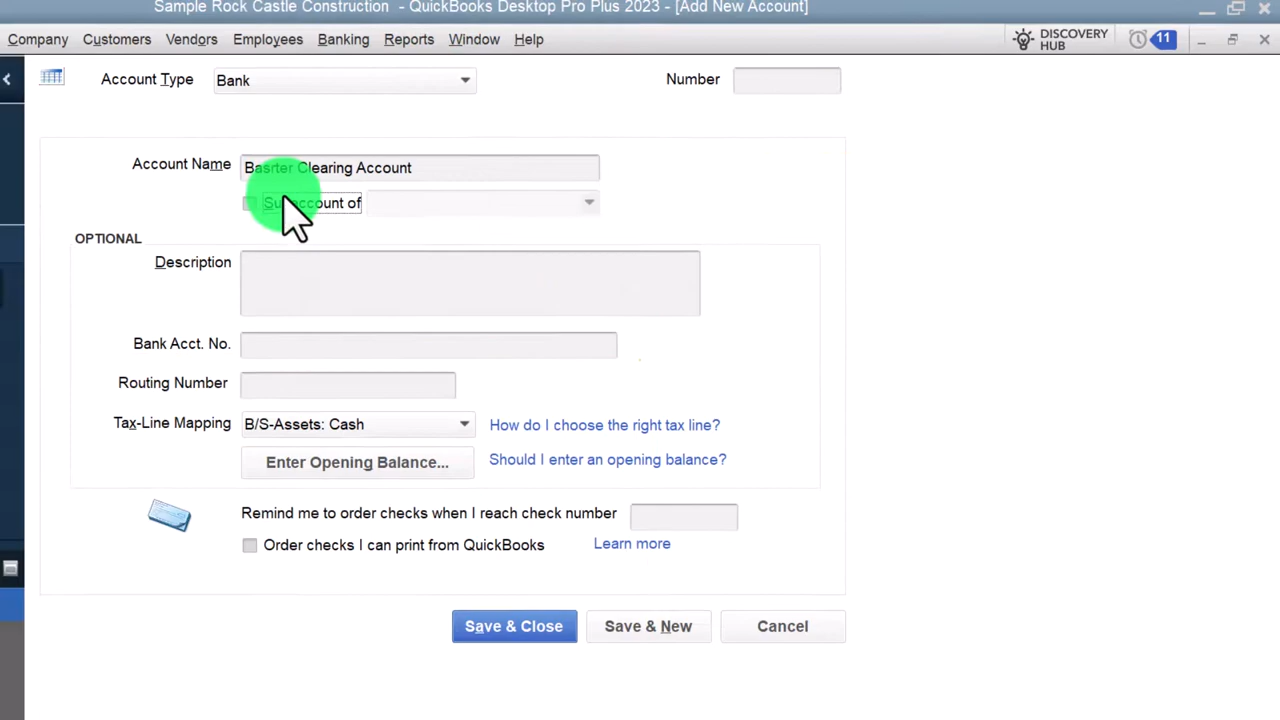 Sample Rock Castle Construction - QuickBooks Desktop Pro Plus 2023 - [Add New Account]
Company Customers Vendors Employees Banking Reports Window Help DISCOVERY HUB 11
Account Type Bank Number
Account Name Basrter Clearing Account
Subaccount of
OPTIONAL
Description
Bank Acct. No.
Routing Number
Tax-Line Mapping B/S-Assets: Cash How do I choose the right tax line?
Enter Opening Balance... Should I enter an opening balance?
Remind me to order checks when I reach check number
Order checks I can print from QuickBooks Learn more
Save & Close Save & New Cancel